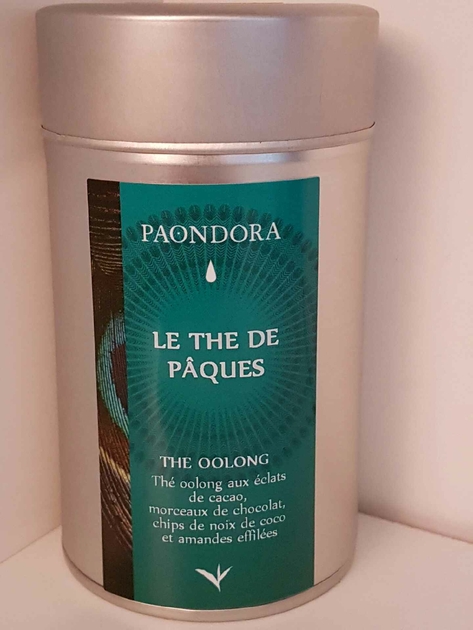 PAONDORA
LE THE DE
PÂQUES
THE OOLONG
Thé oolong aux éclats
de cacao,
morceaux de chocolat,
chips de noix de coco
et amandes effilées